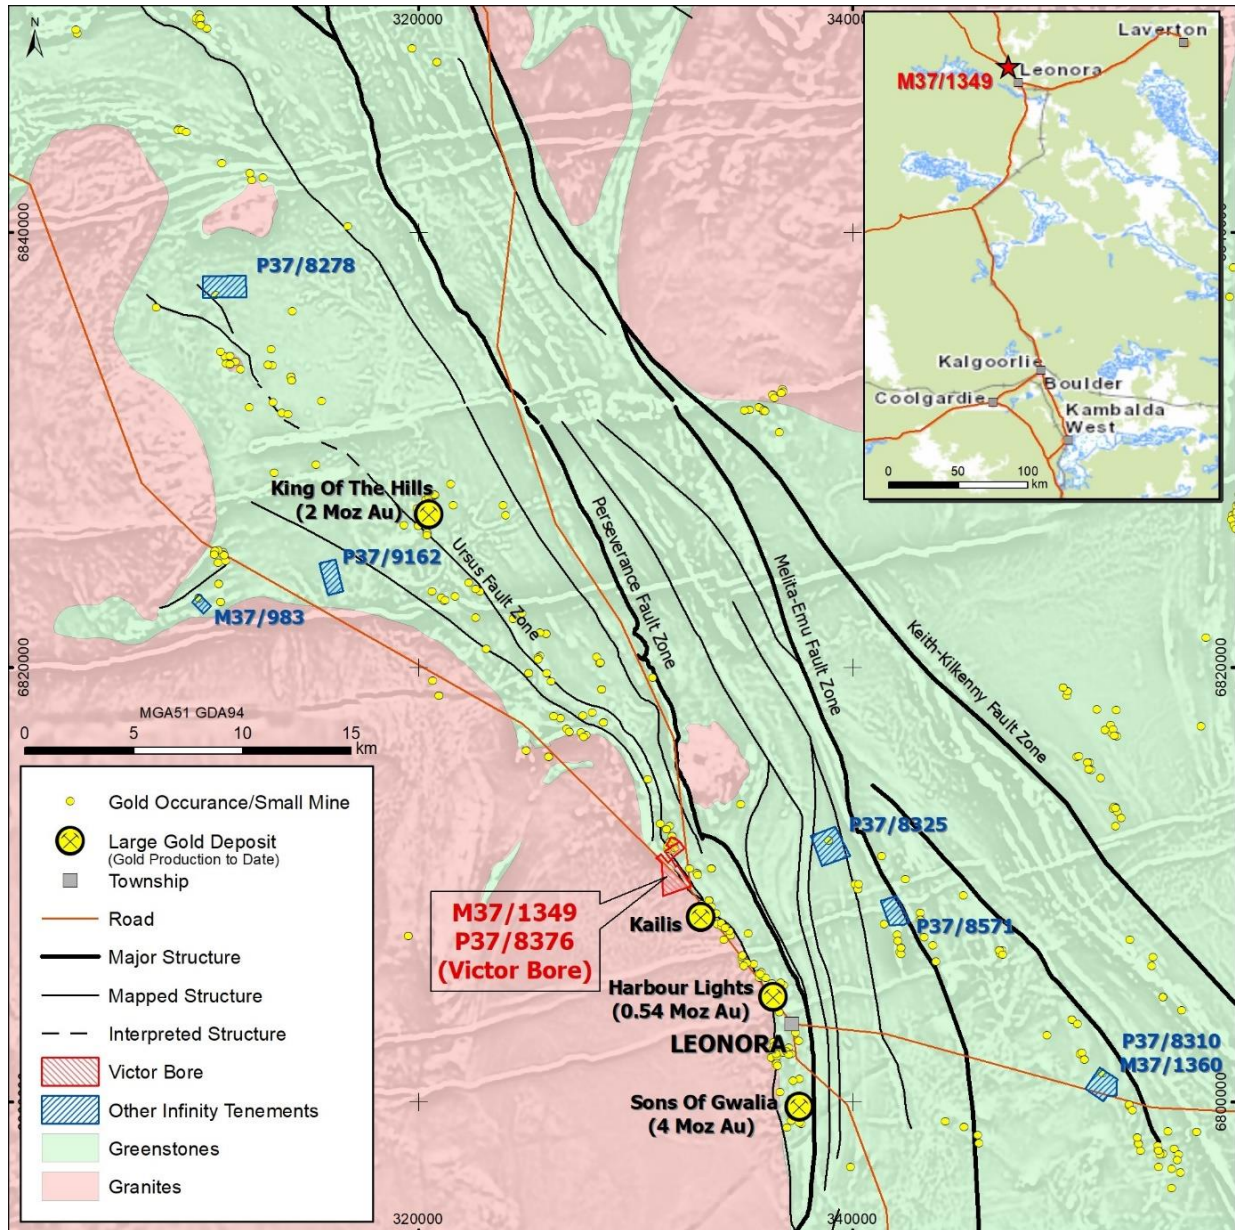 N
320000
340000
Laverton
Leonora
M37/1349
Kalgoorlie
Boulder
Coolgardie
Kambalda
West
0 50 100
km
6840000
P37/8278
King Of The Hills
(2 Moz Au)
P37/9162
M37/983
Ursus Fault Zone
Perseverance Fault Zone
Melita-Emu Fault Zone
Keith-Kilkenny Fault Zone
6820000
6820000
MGA51 GDA94
0 5 10 15
km
Gold Occurance/Small Mine
Large Gold Deposit
(Gold Production to Date)
Township
Road
Major Structure
Mapped Structure
Interpreted Structure
Victor Bore
Other Infinity Tenements
Greenstones
Granites
M37/1349
P37/8376
(Victor Bore)
P37/8325
P37/8571
Kailis
Harbour Lights
(0.54 Moz Au)
LEONORA
P37/8310
M37/1360
Sons Of Gwalia
(4 Moz Au)
6800000
320000
340000